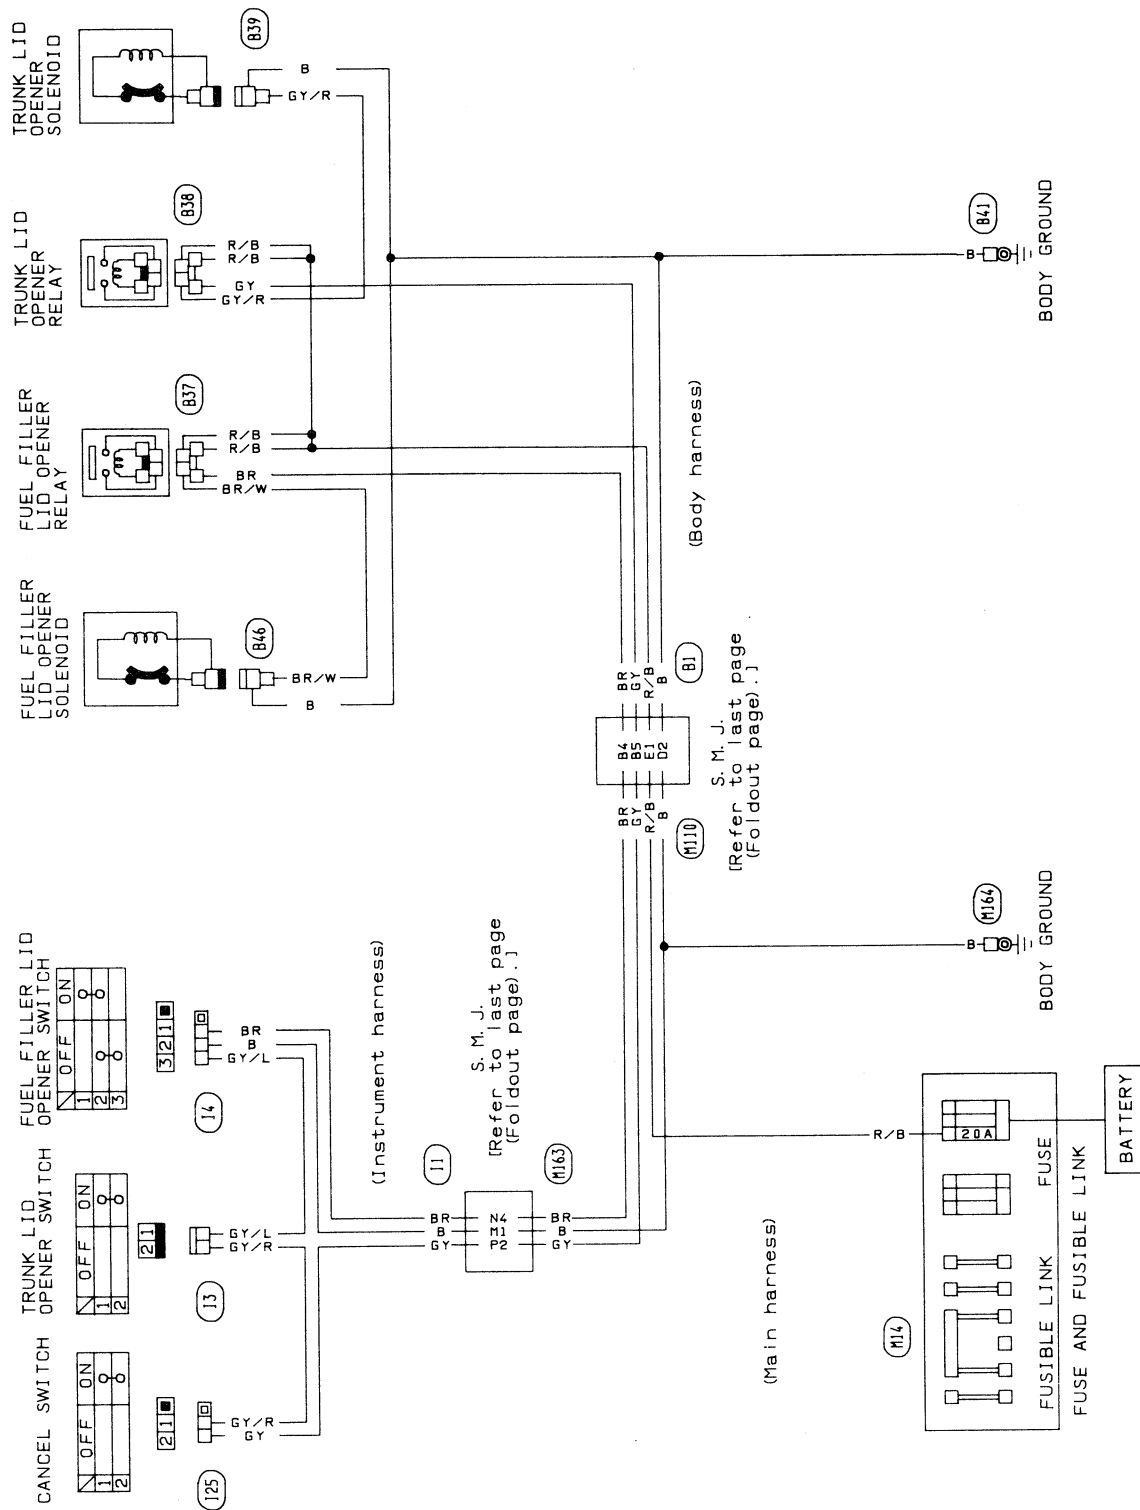 CANCEL SWITCH
OFF
ON
1
2
2 1
GY/R
GY
I25
TRUNK LID
OPENER SWITCH
OFF
ON
1
2
2 1
GY/L
GY/R
I3
FUEL FILLER LID
OPENER SWITCH
OFF
ON
1
2
3
3 2 1
BR
B
GY/L
I4
(Instrument harness)
I1
BR
B
GY
N4
M1
P2
BR
B
GY
M163
S. M. J.
[Refer to last page
(Foldout page).]
(Main harness)
M14
FUSIBLE LINK
FUSE
FUSE AND FUSIBLE LINK
20A
R/B
BATTERY
B
M164
BODY GROUND
BR
GY
R/B
B
M110
B4
B5
E1
D2
BR
GY
R/B
B
B1
S. M. J.
[Refer to last page
(Foldout page).]
(Body harness)
FUEL FILLER
LID OPENER
SOLENOID
B46
BR/W
B
FUEL FILLER
LID OPENER
RELAY
B37
R/B
R/B
BR
BR/W
TRUNK LID
OPENER
RELAY
B38
R/B
R/B
GY
GY/R
TRUNK LID
OPENER
SOLENOID
B39
B
GY/R
B
B41
BODY GROUND